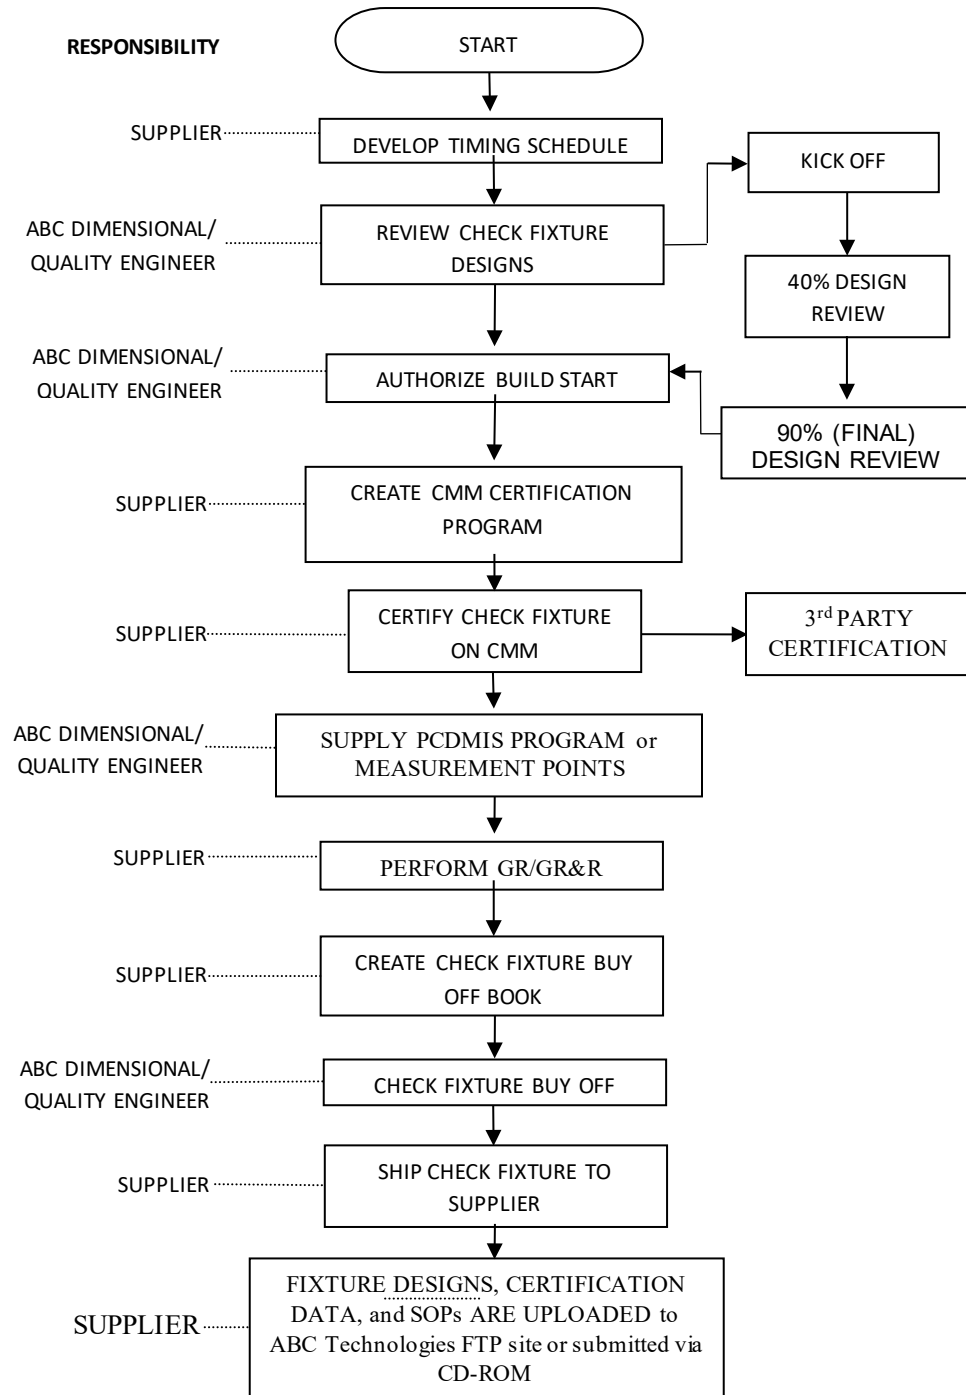 RESPONSIBILITY
START
SUPPLIER
DEVELOP TIMING SCHEDULE
KICK OFF
ABC DIMENSIONAL/
QUALITY ENGINEER
REVIEW CHECK FIXTURE
DESIGNS
40% DESIGN
REVIEW
ABC DIMENSIONAL/
QUALITY ENGINEER
AUTHORIZE BUILD START
90% (FINAL)
DESIGN REVIEW
SUPPLIER
CREATE CMM CERTIFICATION
PROGRAM
SUPPLIER
CERTIFY CHECK FIXTURE
ON CMM
3rd PARTY
CERTIFICATION
ABC DIMENSIONAL/
QUALITY ENGINEER
SUPPLY PCDMIS PROGRAM or
MEASUREMENT POINTS
SUPPLIER
PERFORM GR/GR&R
SUPPLIER
CREATE CHECK FIXTURE BUY
OFF BOOK
ABC DIMENSIONAL/
QUALITY ENGINEER
CHECK FIXTURE BUY OFF
SUPPLIER
SHIP CHECK FIXTURE TO
SUPPLIER
SUPPLIER
FIXTURE DESIGNS, CERTIFICATION
DATA, and SOPs ARE UPLOADED to
ABC Technologies FTP site or submitted via
CD-ROM